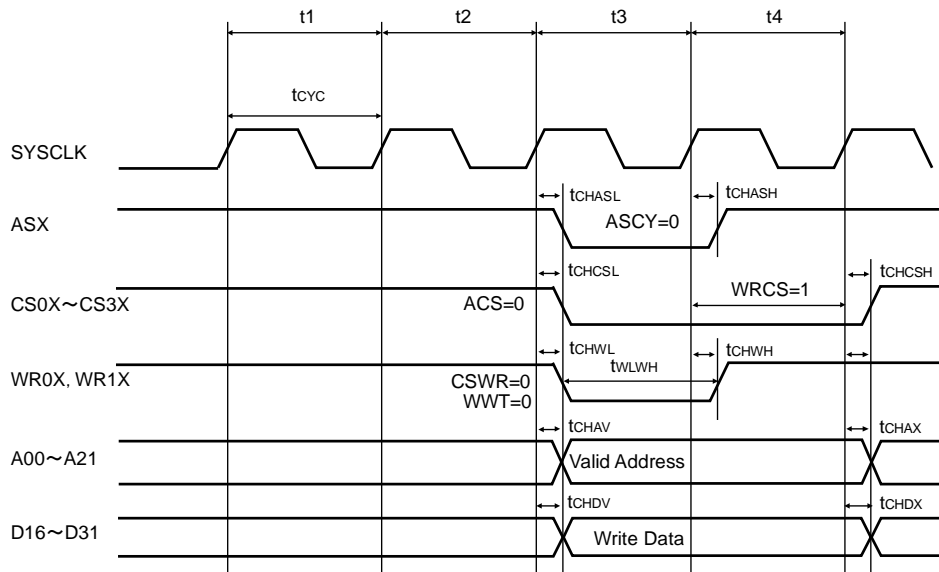 t1 t2 t3 t4
tCYC
SYSCLK
tCHASL tCHASH
ASX ASCY=0
tCHCSL tCHCSH
CS0X～CS3X ACS=0 WRCS=1
tCHWL tWLWH tCHWH
WR0X, WR1X CSWR=0
WWT=0
tCHAV tCHAX
A00～A21 Valid Address
tCHDV tCHDX
D16～D31 Write Data